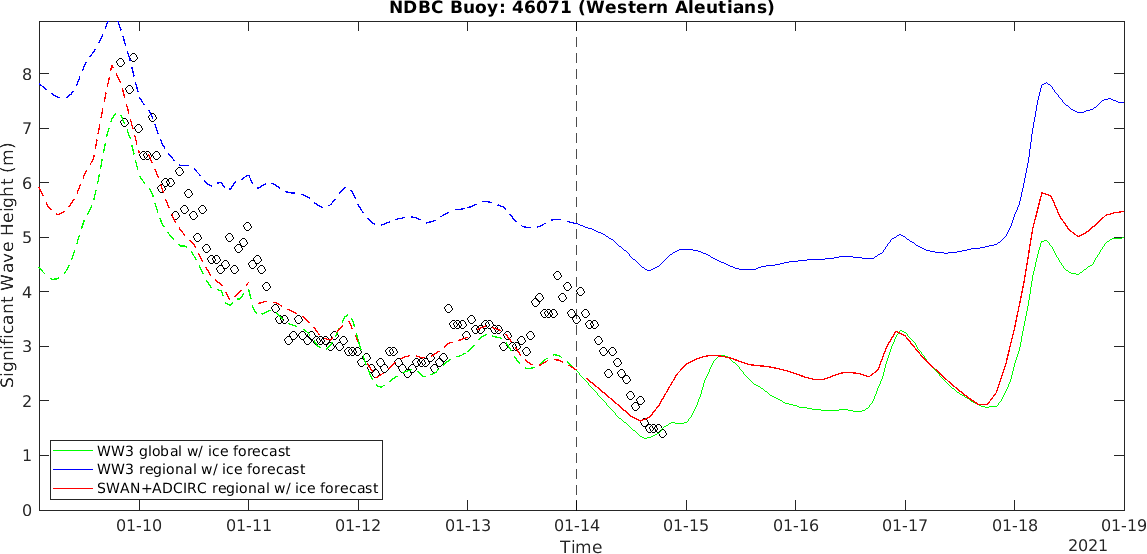 NDBC Buoy: 46071 (Western Aleutians)
Significant Wave Height (m)
8
7
6
5
4
3
2
1
0
WW3 global w/ ice forecast
WW3 regional w/ ice forecast
SWAN+ADCIRC regional w/ ice forecast
01-10 01-11 01-12 01-13 01-14 01-15 01-16 01-17 01-18 01-19
Time
2021